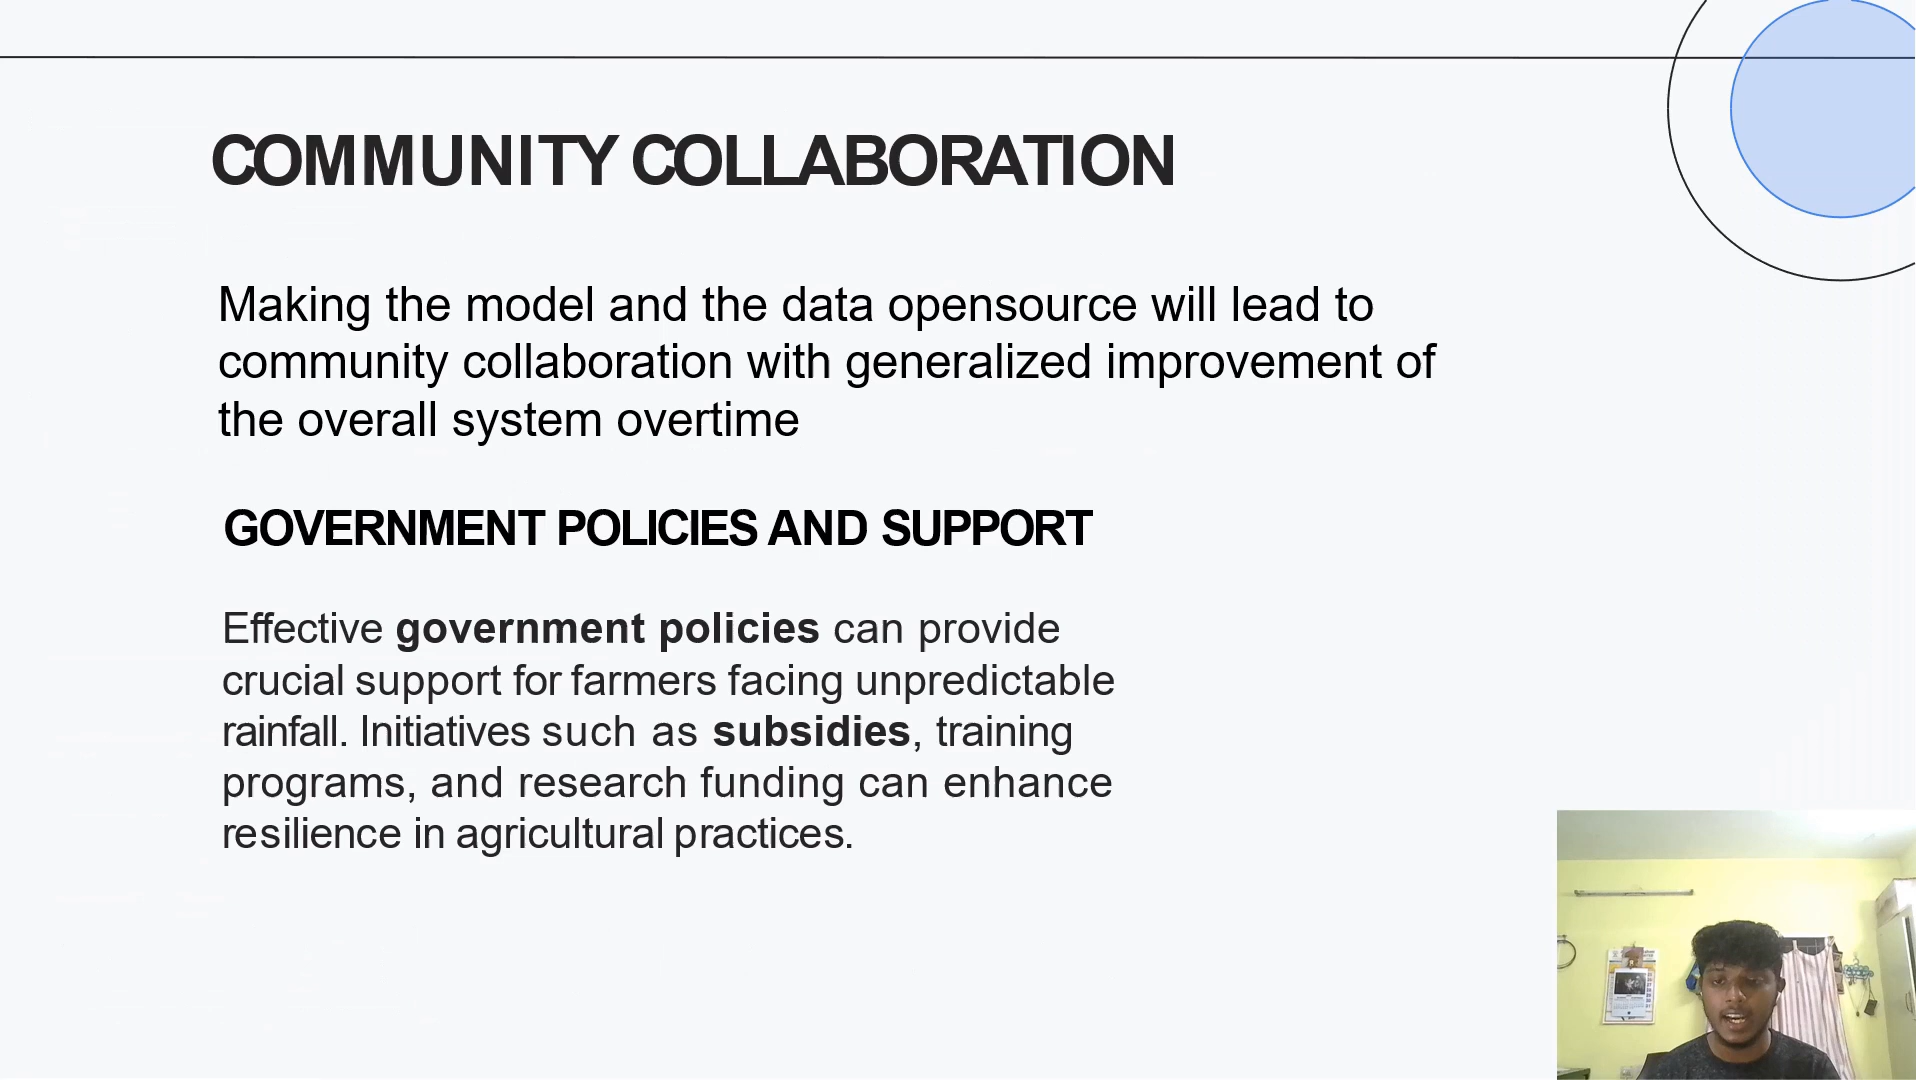 COMMUNITY COLLABORATION
Making the model and the data opensource will lead to
community collaboration with generalized improvement of
the overall system overtime
GOVERNMENT POLICIES AND SUPPORT
Effective government policies can provide
crucial support for farmers facing unpredictable
rainfall. Initiatives such as subsidies, training
programs, and research funding can enhance
resilience in agricultural practices.